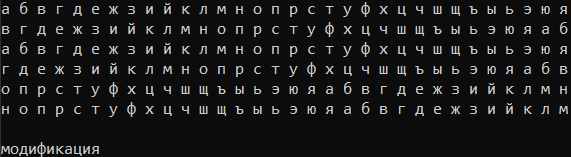 а б в г д е ж з и й к л м н о п р с т у ф х ц ч ш щ ъ ы ь э ю я
в г д е ж з и й к л м н о п р с т у ф х ц ч ш щ ъ ы ь э ю я а б
а б в г д е ж з и й к л м н о п р с т у ф х ц ч ш щ ъ ы ь э ю я
г д е ж з и й к л м н о п р с т у ф х ц ч ш щ ъ ы ь э ю я а б в
о п р с т у ф х ц ч ш щ ъ ы ь э ю я а б в г д е ж з и й к л м н
н о п р с т у ф х ц ч ш щ ъ ы ь э ю я а б в г д е ж з и й к л м
модификация